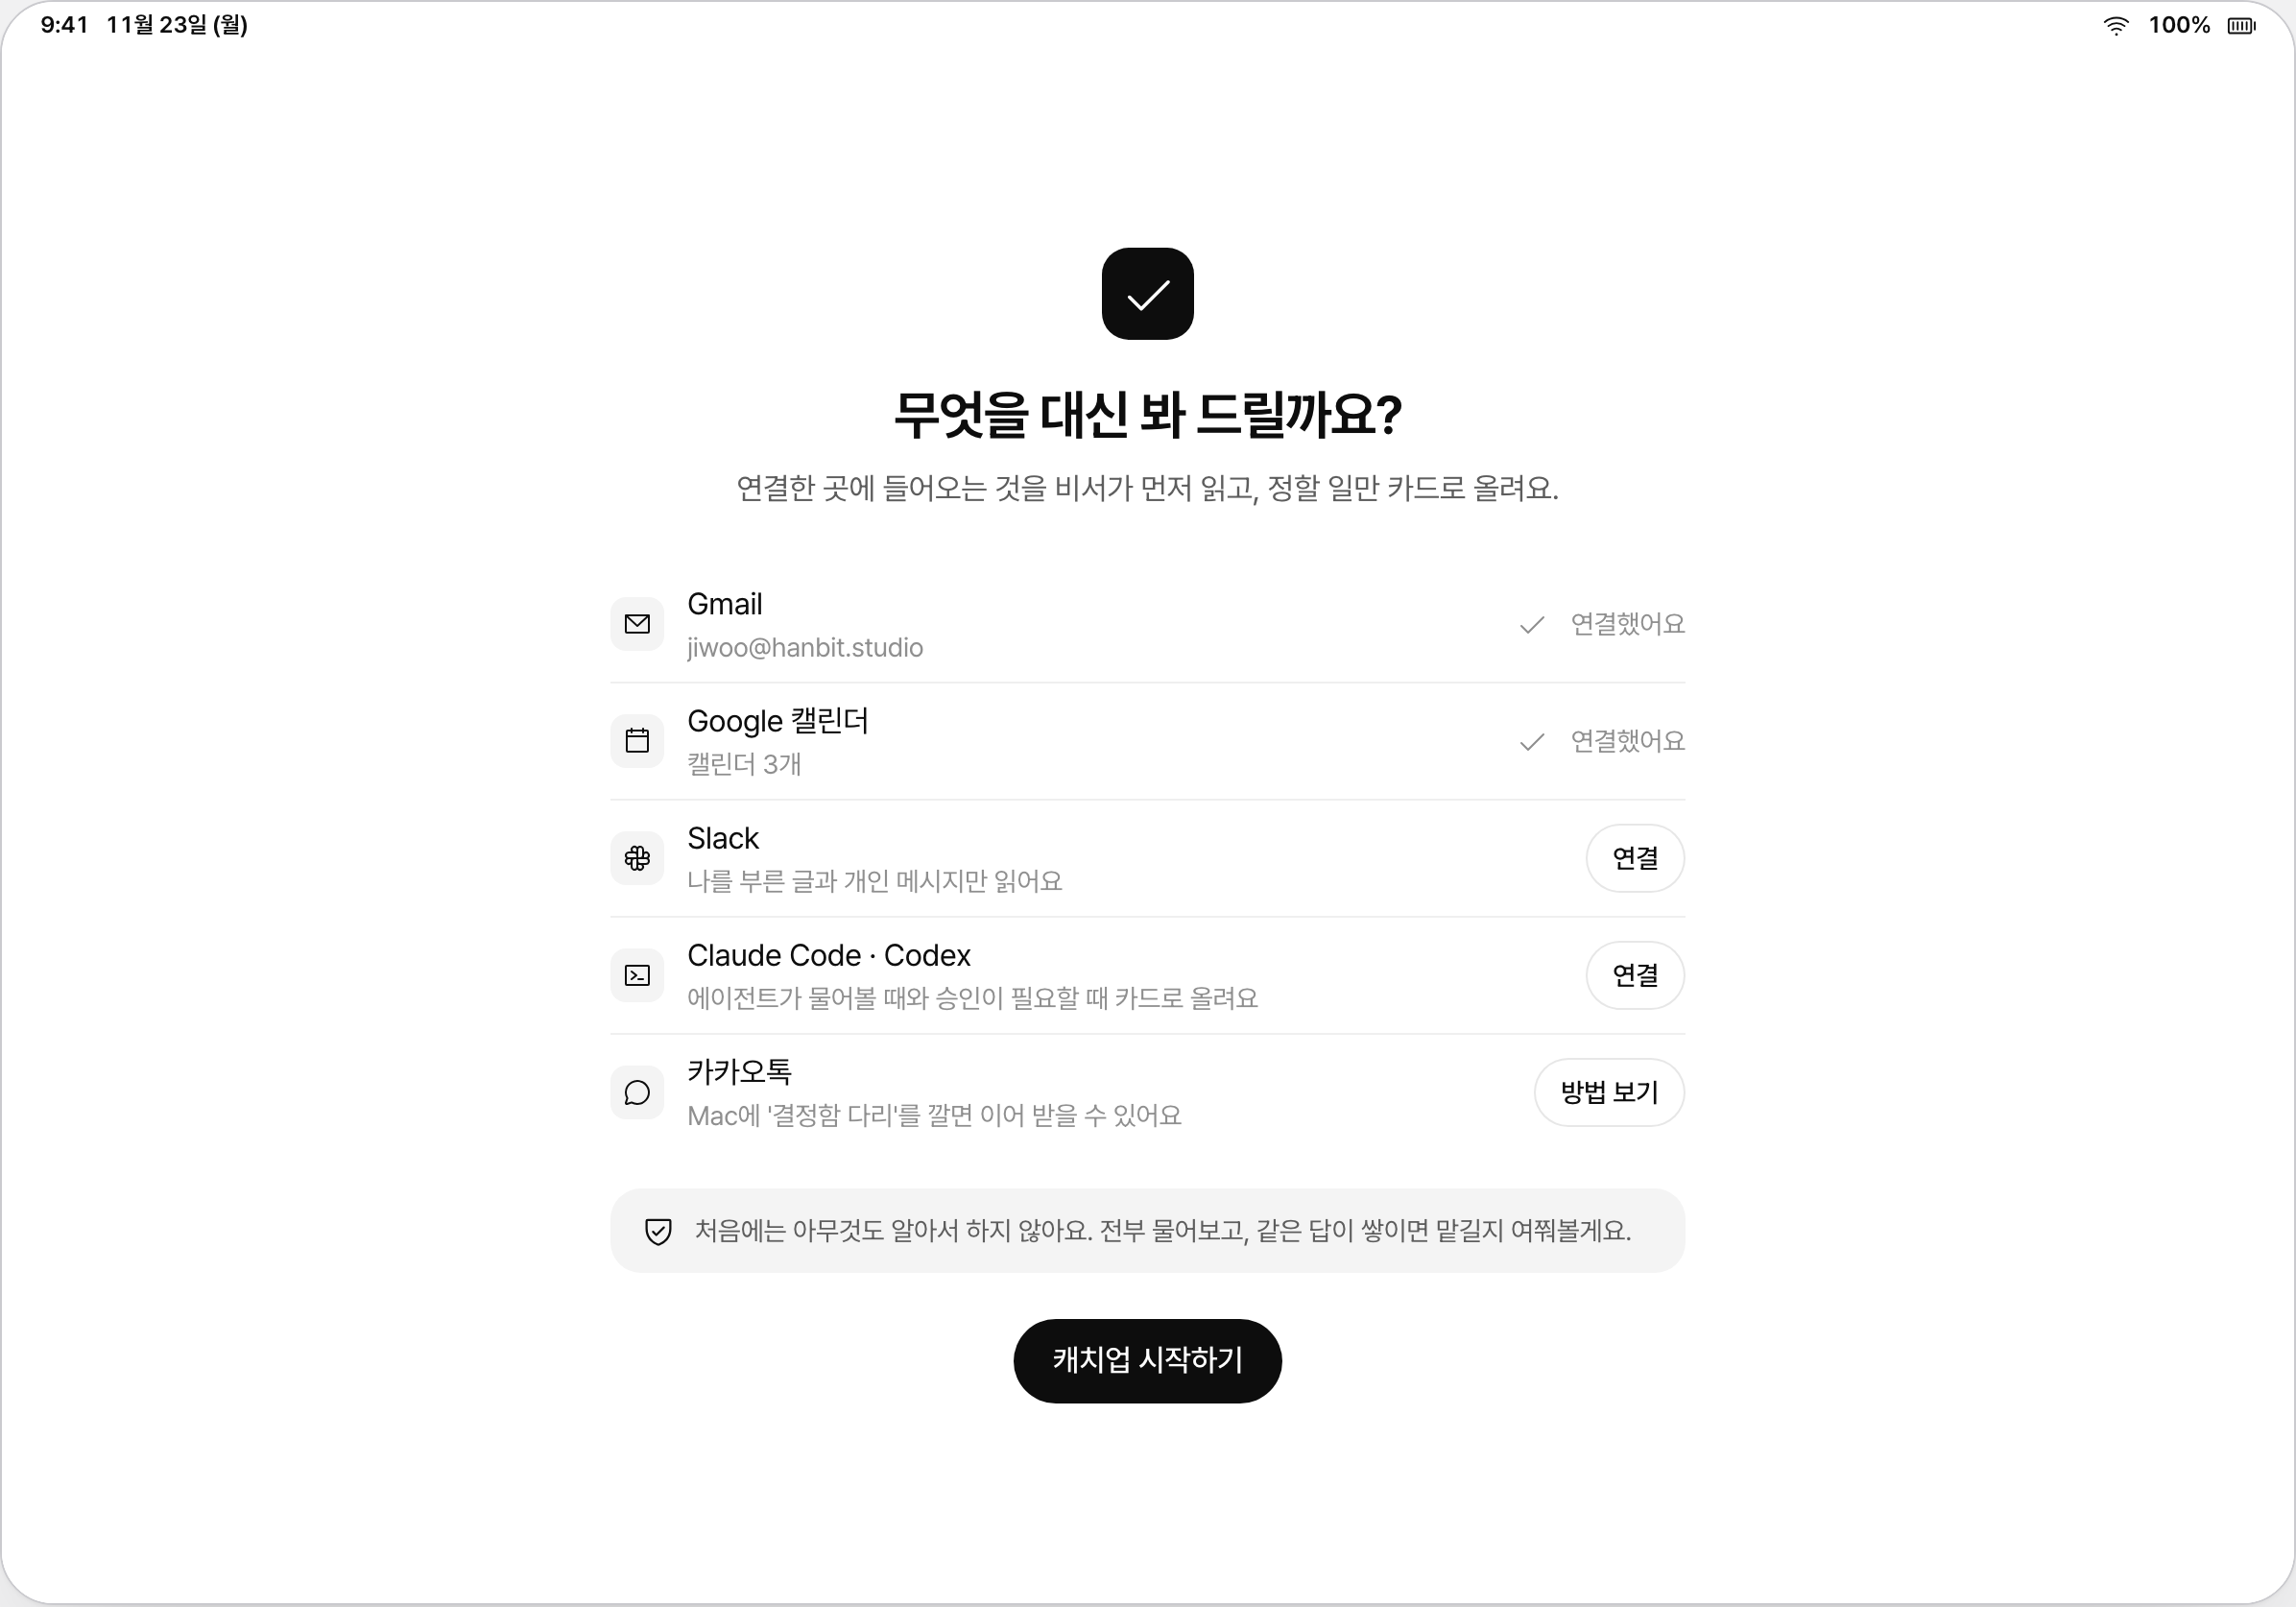 9:41 11월 23일 (월)
100%
무엇을 대신 봐 드릴까요?
연결한 곳에 들어오는 것을 비서가 먼저 읽고, 정할 일만 카드로 올려요.
Gmail
jiwoo@hanbit.studio
연결했어요
Google 캘린더
캘린더 3개
연결했어요
Slack
나를 부른 글과 개인 메시지만 읽어요
연결
Claude Code · Codex
에이전트가 물어볼 때와 승인이 필요할 때 카드로 올려요
연결
카카오톡
Mac에 '결정함 다리'를 깔면 이어 받을 수 있어요
방법 보기
처음에는 아무것도 알아서 하지 않아요. 전부 물어보고, 같은 답이 쌓이면 맡길지 여쭤볼게요.
캐치업 시작하기